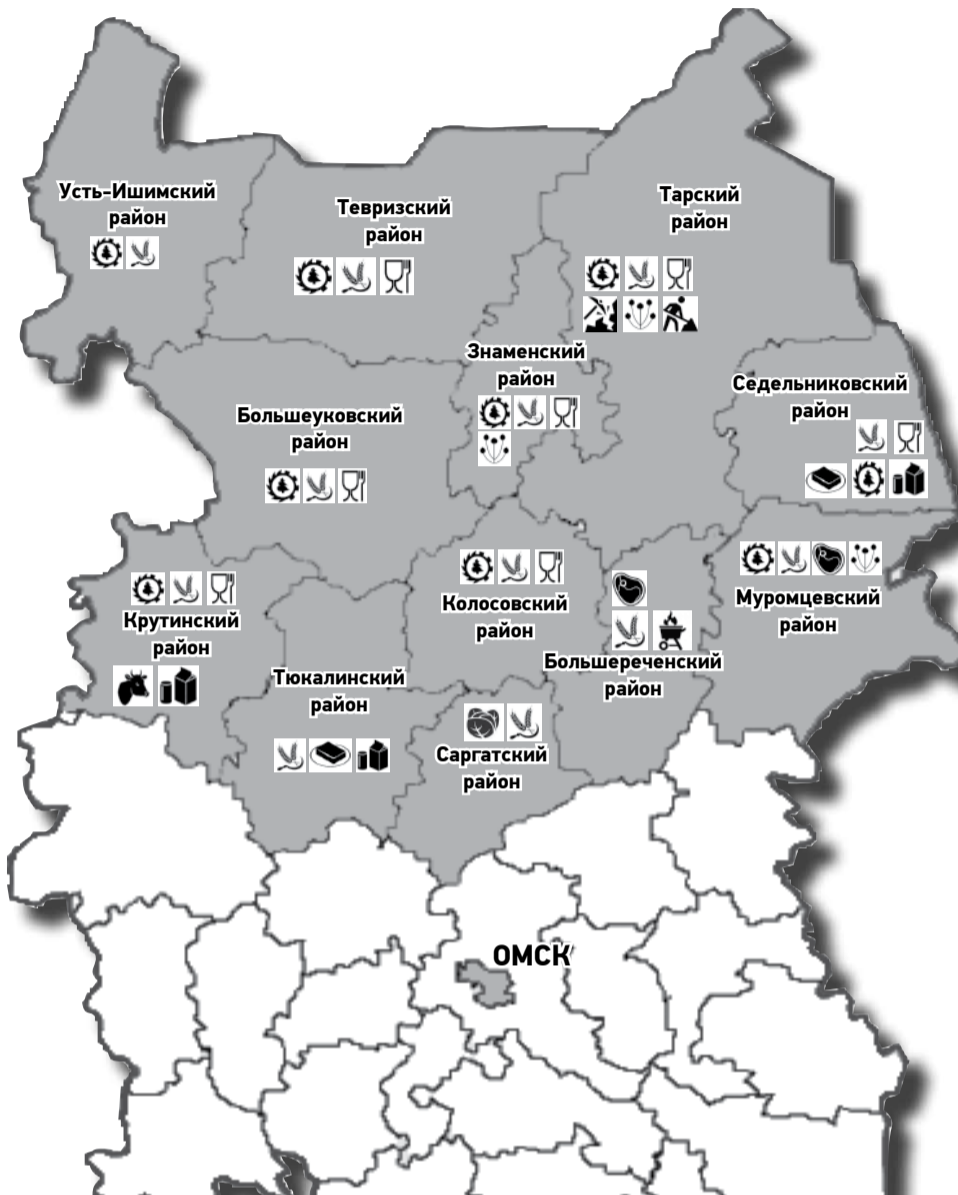 Усть-Ишимский
район
Тевризский
район
Тарский
район
Знаменский
район
Седельниковский
район
Большеуковский
район
Колосовский
район
Муромцевский
район
Крутинский
район
Большереченский
район
Тюкалинский
район
Саргатский
район
ОМСК